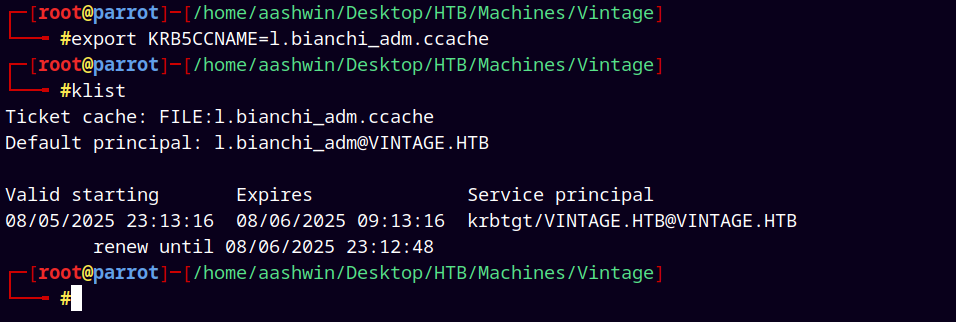 ┌─[root@parrot]─[/home/aashwin/Desktop/HTB/Machines/Vintage]
└──╼ #export KRB5CCNAME=l.bianchi_adm.ccache
┌─[root@parrot]─[/home/aashwin/Desktop/HTB/Machines/Vintage]
└──╼ #klist
Ticket cache: FILE:l.bianchi_adm.ccache
Default principal: l.bianchi_adm@VINTAGE.HTB

Valid starting       Expires              Service principal
08/05/2025 23:13:16  08/06/2025 09:13:16  krbtgt/VINTAGE.HTB@VINTAGE.HTB
        renew until 08/06/2025 23:12:48
┌─[root@parrot]─[/home/aashwin/Desktop/HTB/Machines/Vintage]
└──╼ #